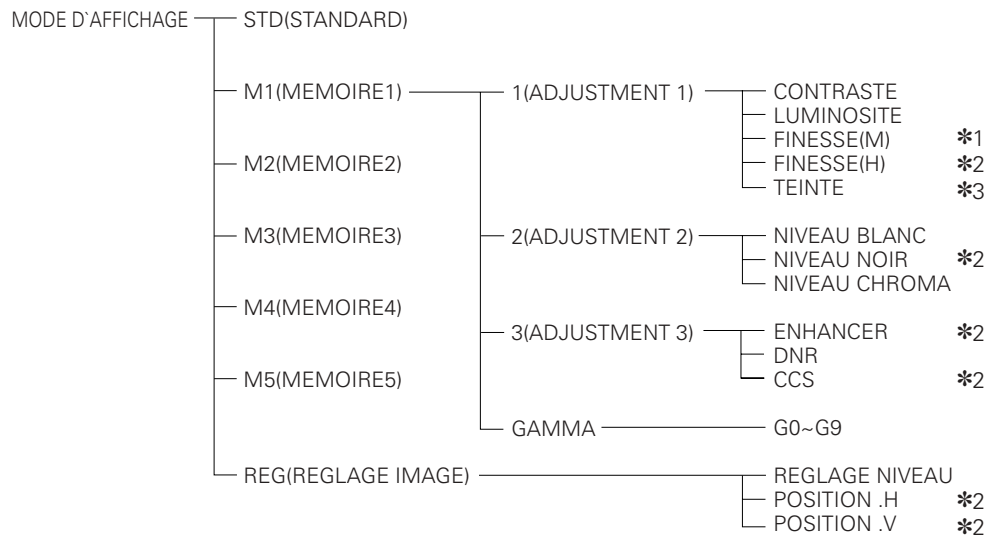 MODE D`AFFICHAGE STD(STANDARD)
M1(MEMOIRE1) 1(ADJUSTMENT 1) CONTRASTE
LUMINOSITE
FINESSE(M) ✻1
FINESSE(H) ✻2
M2(MEMOIRE2)
TEINTE ✻3
M3(MEMOIRE3) 2(ADJUSTMENT 2) NIVEAU BLANC
NIVEAU NOIR ✻2
NIVEAU CHROMA
M4(MEMOIRE4)
3(ADJUSTMENT 3) ENHANCER ✻2
DNR
M5(MEMOIRE5) CCS ✻2
GAMMA G0~G9
REG(REGLAGE IMAGE) REGLAGE NIVEAU
POSITION .H ✻2
POSITION .V ✻2